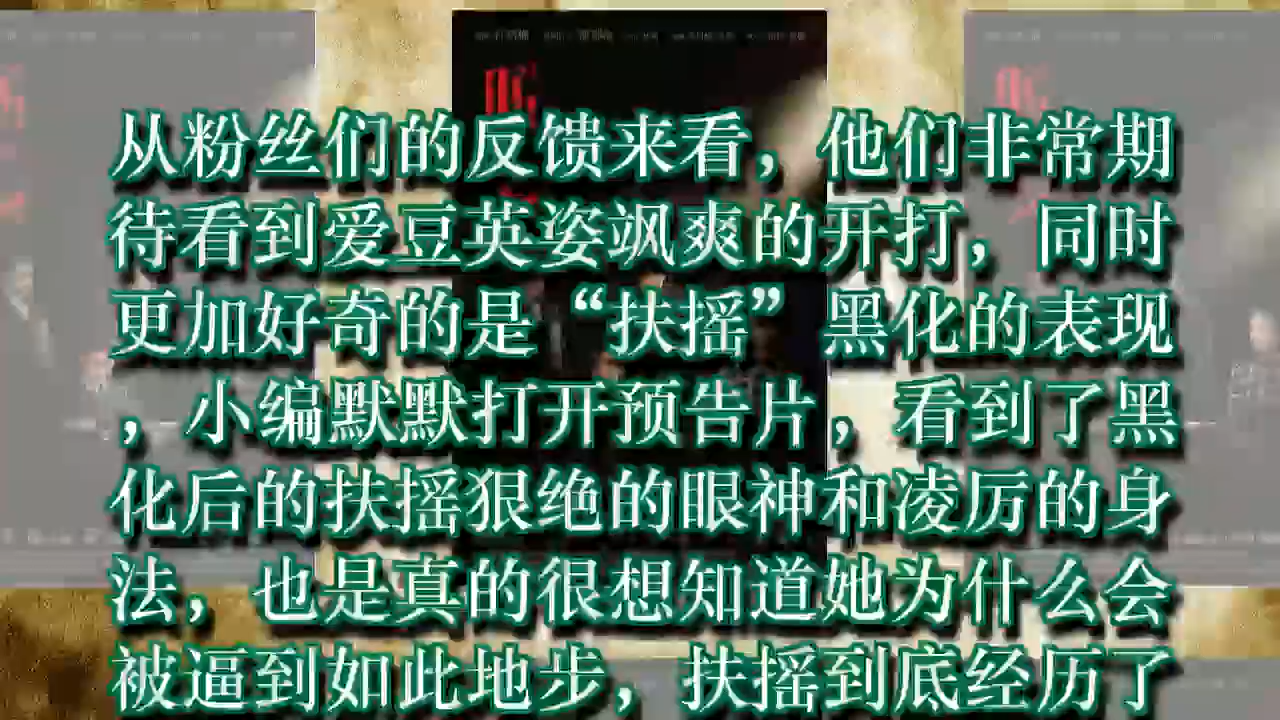 从粉丝们的反馈来看，他们非常期
待看到爱豆英姿飒爽的开打，同时
更加好奇的是“扶摇”黑化的表现
，小编默默打开预告片，看到了黑
化后的扶摇狠绝的眼神和凌厉的身
法，也是真的很想知道她为什么会
被逼到如此地步，扶摇到底经历了